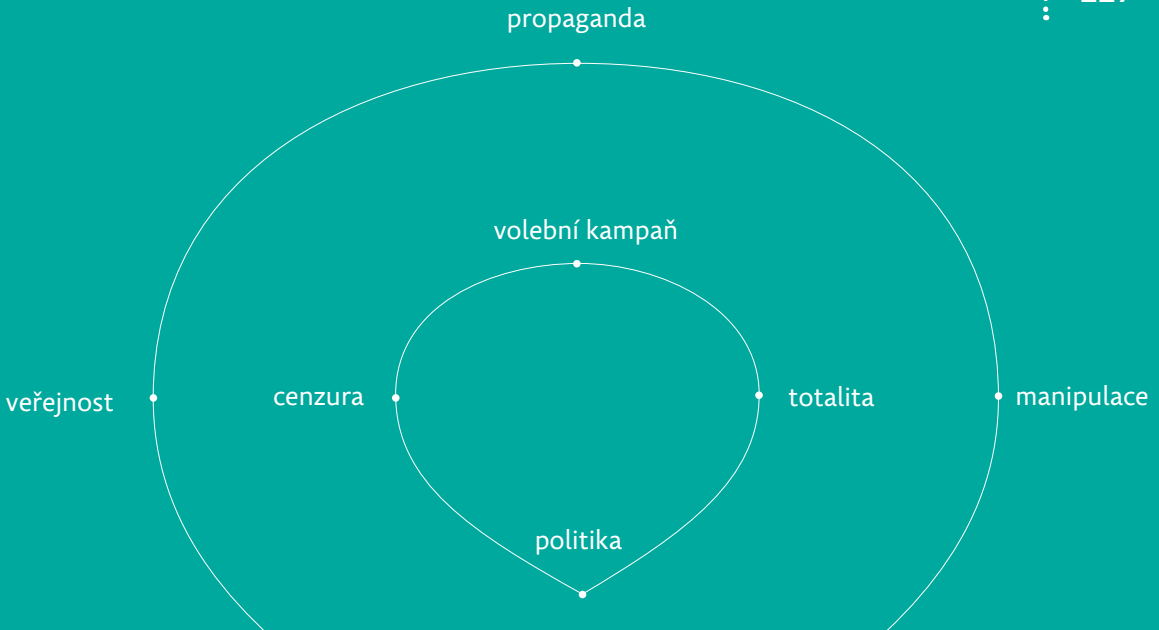 propaganda
volební kampaň
veřejnost
cenzura
totalita
manipulace
politika